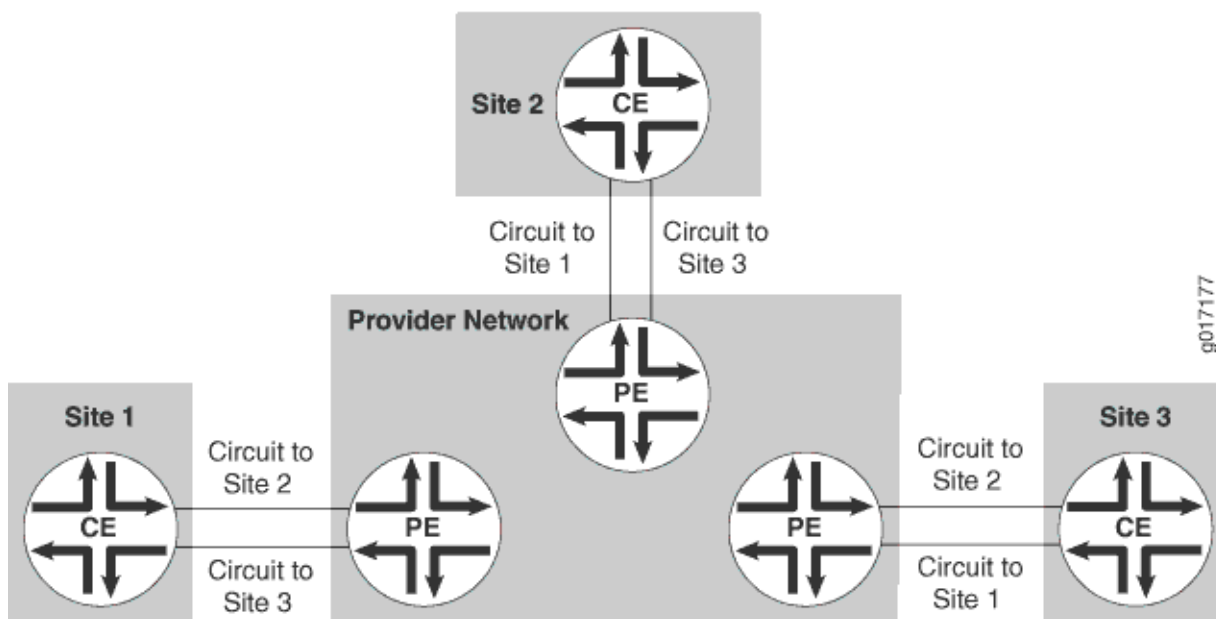 Site 2
CE
Circuit to
Site 1
Circuit to
Site 3
Provider Network
PE
g017177
Site 1
CE
Circuit to
Site 2
Circuit to
Site 3
PE
PE
Circuit to
Site 2
Circuit to
Site 1
Site 3
CE